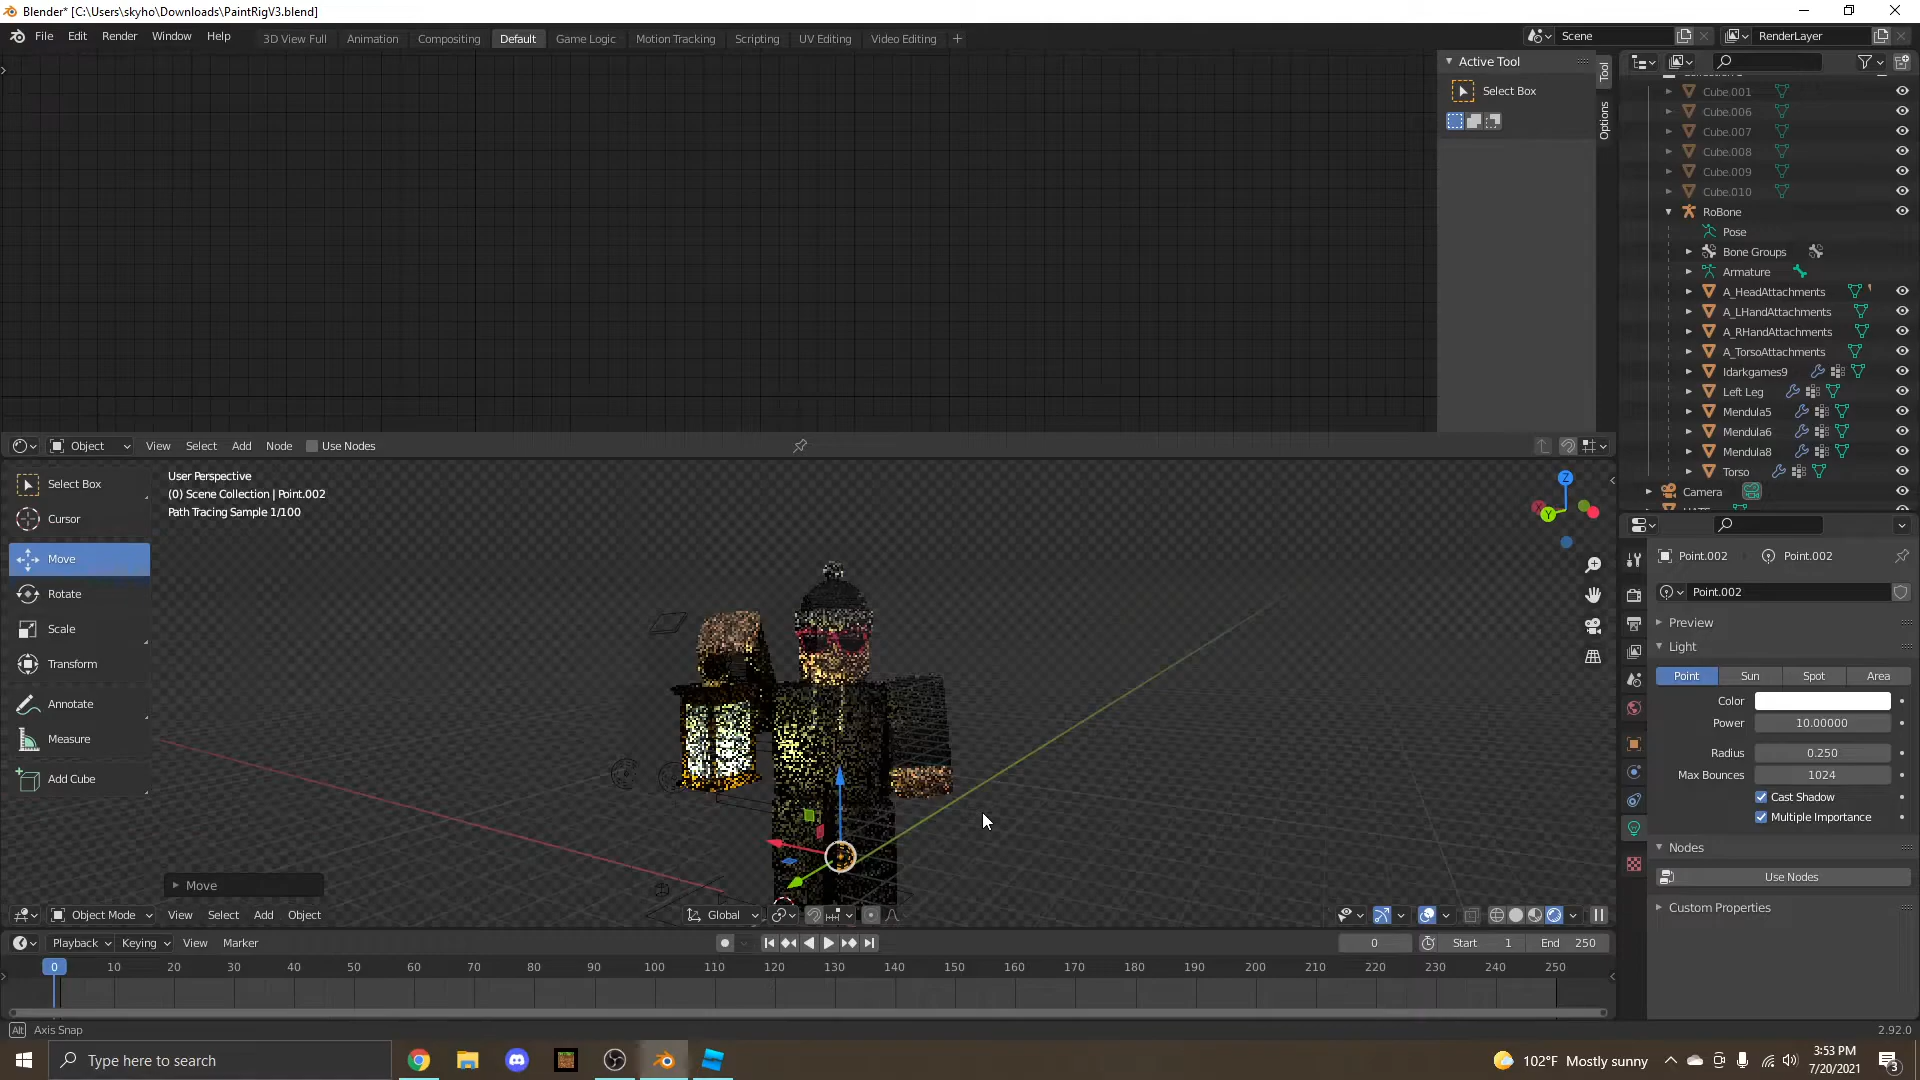 Blender* [C:\Users\skyho\Downloads\PaintRigV3.blend]
File Edit Render Window Help 3D View Full Animation Compositing Default Game Logic Motion Tracking Scripting UV Editing Video Editing +
Scene RenderLayer
Active Tool
Select Box
Tool
Options
Cube.001
Cube.006
Cube.007
Cube.008
Cube.009
Cube.010
RoBone
Pose
Bone Groups
Armature
A_HeadAttachments
A_LHandAttachments
A_RHandAttachments
A_TorsoAttachments
Idarkgames9
Left Leg
Mendula5
Mendula6
Mendula8
Torso
Camera
Object View Select Add Node Use Nodes
Select Box
Cursor
Move
Rotate
Scale
Transform
Annotate
Measure
Add Cube
User Perspective
(0) Scene Collection | Point.002
Path Tracing Sample 1/100
Z
Y
X
Move
Object Mode View Select Add Object Global
Point.002 Point.002
Point.002
Preview
Light
Point Sun Spot Area
Color
Power 10.00000
Radius 0.250
Max Bounces 1024
Cast Shadow
Multiple Importance
Nodes
Use Nodes
Custom Properties
Playback Keying View Marker 0 Start 1 End 250
0 10 20 30 40 50 60 70 80 90 100 110 120 130 140 150 160 170 180 190 200 210 220 230 240 250
Alt Axis Snap 2.92.0
Type here to search
102°F Mostly sunny
3:53 PM
7/20/2021
3